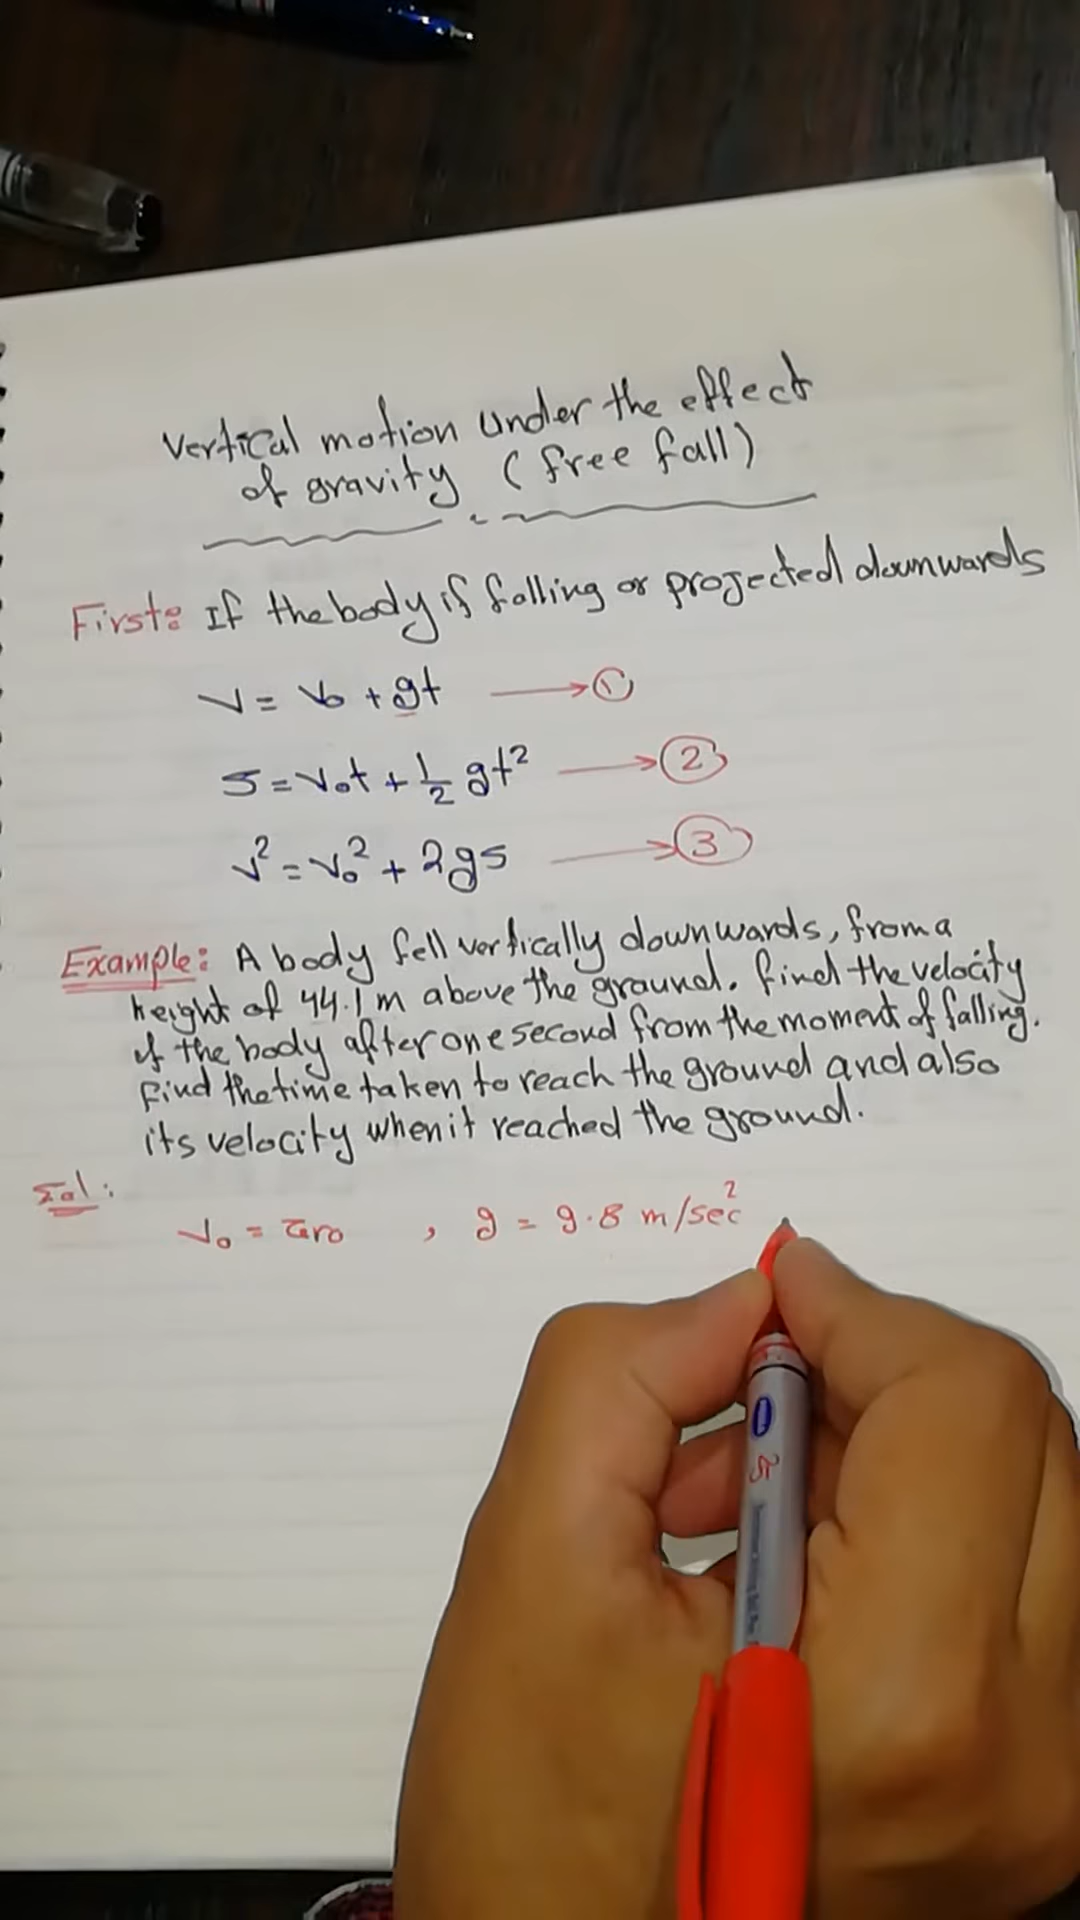 Vertical motion under the effect
of gravity (free fall)
First: If the body if falling or projected downwards
V = V₀ + gt → ①
S = V₀t + 1/2 gt² → ②
V² = V₀² + 2gs → ③
Example: A body fell vertically downwards, from a
height of 44.1 m above the graund. find the velocity
of the body after one second from the moment of falling.
Find the time taken to reach the ground and also
its velocity when it reached the ground.
Sol:
V₀ = zero , g = 9.8 m/sec²